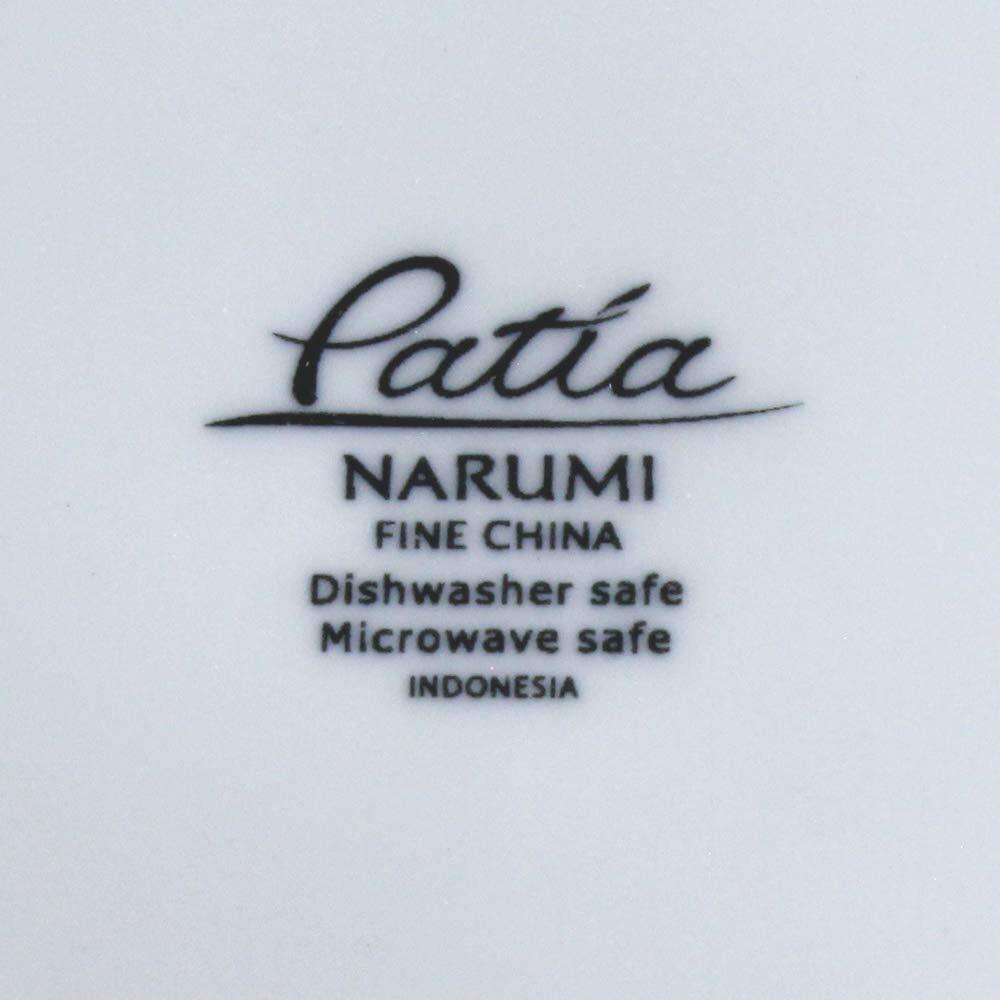 Patía
NARUMI
FINE CHINA
Dishwasher safe
Microwave safe
INDONESIA